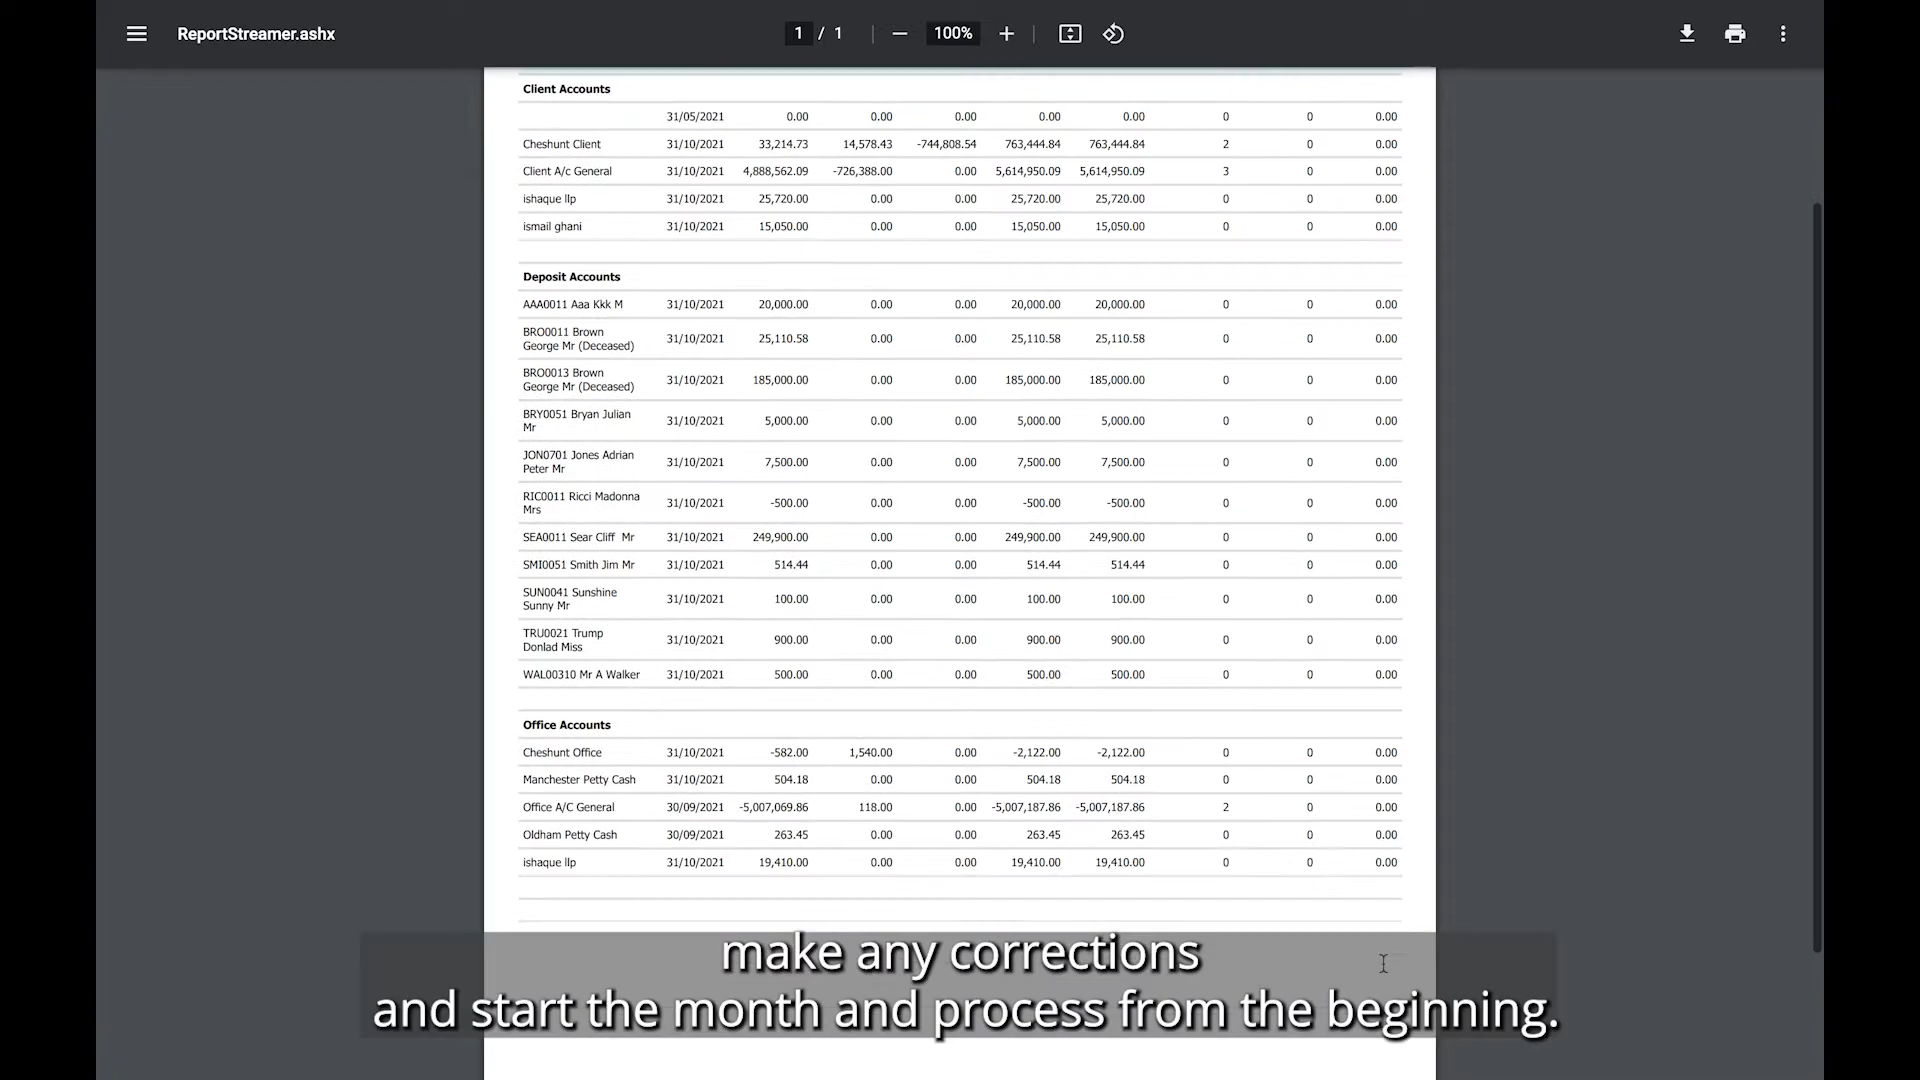 ReportStreamer.ashx
1 / 1
100%
Client Accounts
31/05/2021 0.00 0.00 0.00 0.00 0.00 0 0 0.00
Cheshunt Client 31/10/2021 33,214.73 14,578.43 -744,808.54 763,444.84 763,444.84 2 0 0.00
Client A/c General 31/10/2021 4,888,562.09 -726,388.00 0.00 5,614,950.09 5,614,950.09 3 0 0.00
ishaque llp 31/10/2021 25,720.00 0.00 0.00 25,720.00 25,720.00 0 0 0.00
ismail ghani 31/10/2021 15,050.00 0.00 0.00 15,050.00 15,050.00 0 0 0.00
Deposit Accounts
AAA0011 Aaa Kkk M 31/10/2021 20,000.00 0.00 0.00 20,000.00 20,000.00 0 0 0.00
BRO0011 Brown
George Mr (Deceased) 31/10/2021 25,110.58 0.00 0.00 25,110.58 25,110.58 0 0 0.00
BRO0013 Brown
George Mr (Deceased) 31/10/2021 185,000.00 0.00 0.00 185,000.00 185,000.00 0 0 0.00
BRY0051 Bryan Julian
Mr 31/10/2021 5,000.00 0.00 0.00 5,000.00 5,000.00 0 0 0.00
JON0701 Jones Adrian
Peter Mr 31/10/2021 7,500.00 0.00 0.00 7,500.00 7,500.00 0 0 0.00
RIC0011 Ricci Madonna
Mrs 31/10/2021 -500.00 0.00 0.00 -500.00 -500.00 0 0 0.00
SEA0011 Sear Cliff Mr 31/10/2021 249,900.00 0.00 0.00 249,900.00 249,900.00 0 0 0.00
SMI0051 Smith Jim Mr 31/10/2021 514.44 0.00 0.00 514.44 514.44 0 0 0.00
SUN0041 Sunshine
Sunny Mr 31/10/2021 100.00 0.00 0.00 100.00 100.00 0 0 0.00
TRU0021 Trump
Donlad Miss 31/10/2021 900.00 0.00 0.00 900.00 900.00 0 0 0.00
WAL00310 Mr A Walker 31/10/2021 500.00 0.00 0.00 500.00 500.00 0 0 0.00
Office Accounts
Cheshunt Office 31/10/2021 -582.00 1,540.00 0.00 -2,122.00 -2,122.00 0 0 0.00
Manchester Petty Cash 31/10/2021 504.18 0.00 0.00 504.18 504.18 0 0 0.00
Office A/C General 30/09/2021 -5,007,069.86 118.00 0.00 -5,007,187.86 -5,007,187.86 2 0 0.00
Oldham Petty Cash 30/09/2021 263.45 0.00 0.00 263.45 263.45 0 0 0.00
ishaque llp 31/10/2021 19,410.00 0.00 0.00 19,410.00 19,410.00 0 0 0.00
make any corrections
and start the month and process from the beginning.